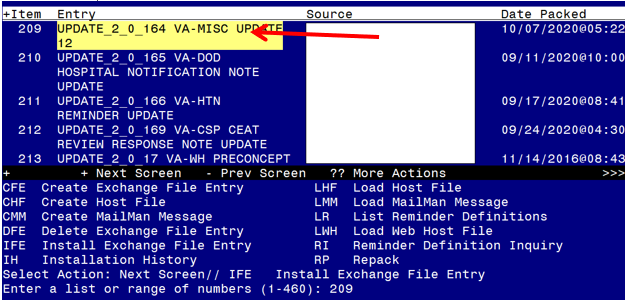 +Item Entry Source Date Packed
209 UPDATE_2_0_164 VA-MISC UPDATE 10/07/2020@05:22
12
210 UPDATE_2_0_165 VA-DOD 09/11/2020@10:00
HOSPITAL NOTIFICATION NOTE
UPDATE
211 UPDATE_2_0_166 VA-HTN 09/17/2020@08:41
REMINDER UPDATE
212 UPDATE_2_0_169 VA-CSP CEAT 09/24/2020@04:30
REVIEW RESPONSE NOTE UPDATE
213 UPDATE_2_0_17 VA-WH PRECONCEPT 11/14/2016@08:43
+ + Next Screen - Prev Screen ?? More Actions >>>
CFE Create Exchange File Entry LHF Load Host File
CHF Create Host File LMM Load MailMan Message
CMM Create MailMan Message LR List Reminder Definitions
DFE Delete Exchange File Entry LWH Load Web Host File
IFE Install Exchange File Entry RI Reminder Definition Inquiry
IH Installation History RP Repack
Select Action: Next Screen// IFE Install Exchange File Entry
Enter a list or range of numbers (1-460): 209